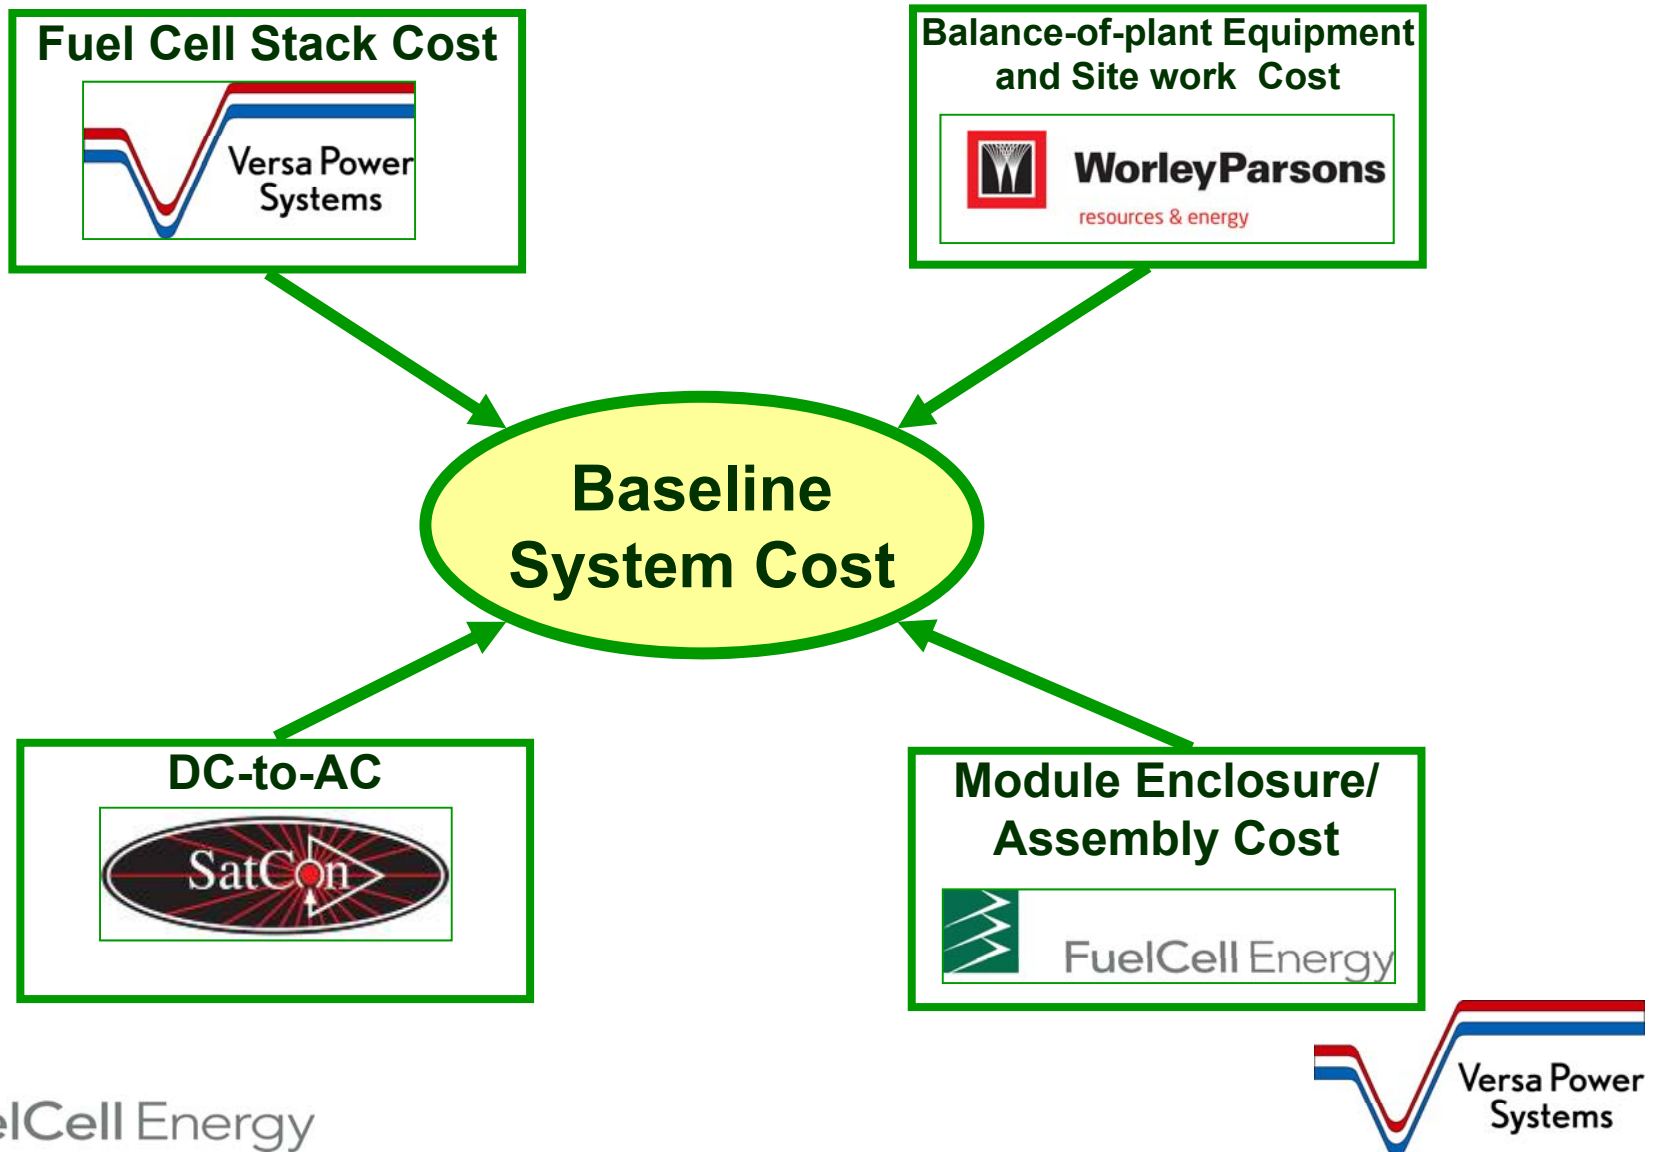 Fuel Cell Stack Cost
Versa Power
Systems
Balance-of-plant Equipment
and Site work Cost
WorleyParsons
resources & energy
Baseline
System Cost
DC-to-AC
SatCon
Module Enclosure/
Assembly Cost
FuelCell Energy
Versa Power
Systems
elCell Energy